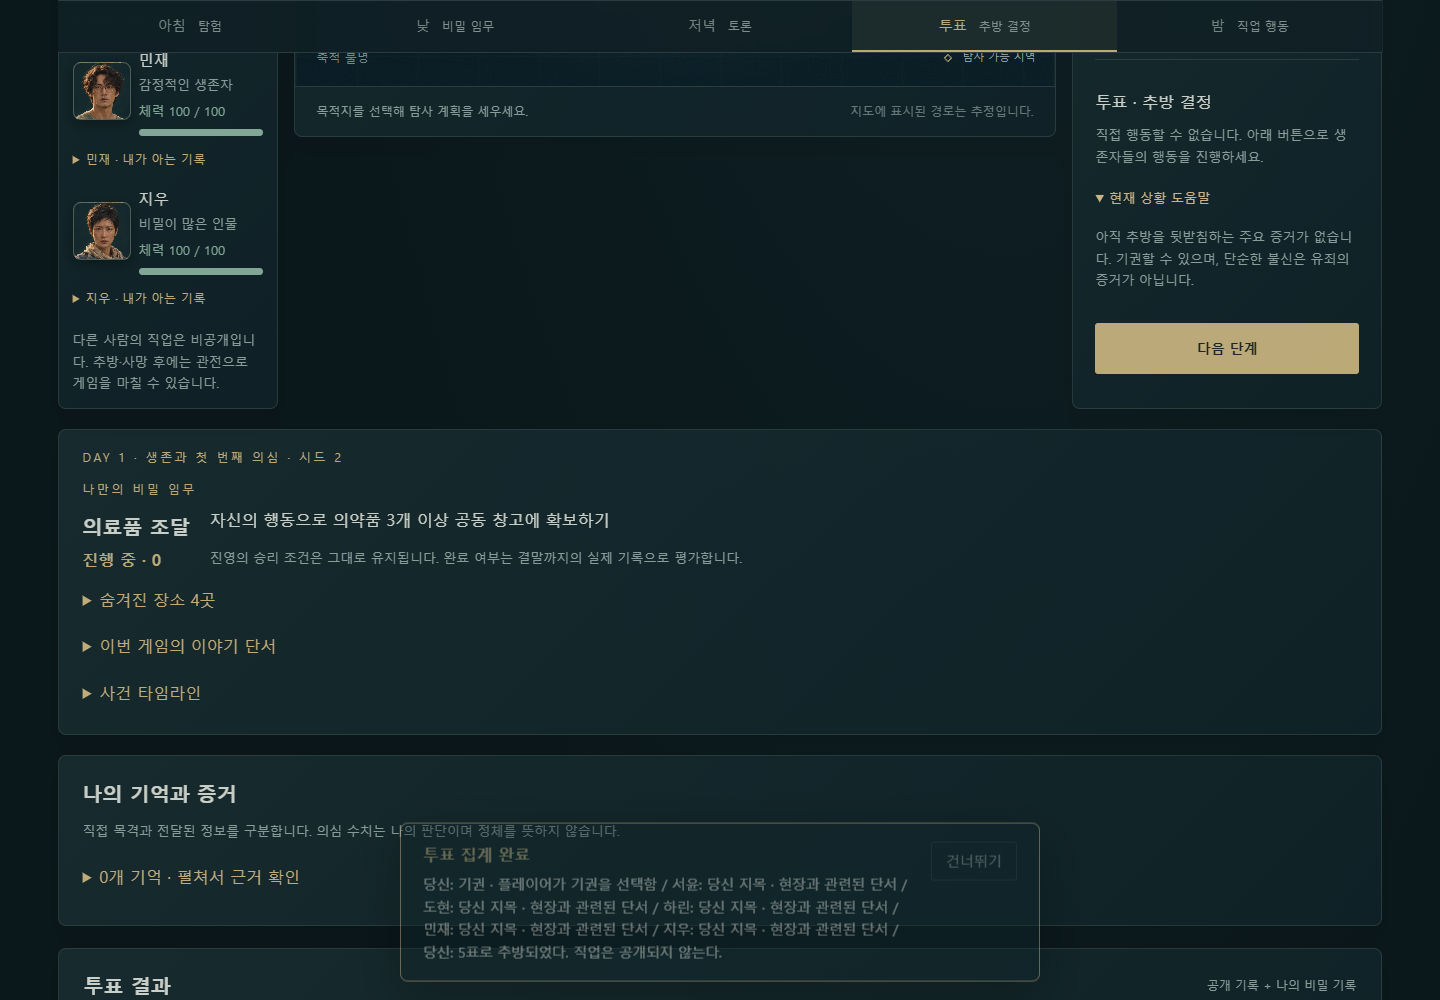 아침 탐험
낮 비밀 임무
저녁 토론
투표 추방 결정
밤 직업 행동
민재
감정적인 생존자
체력 100 / 100
▶ 민재 · 내가 아는 기록
지우
비밀이 많은 인물
체력 100 / 100
▶ 지우 · 내가 아는 기록
다른 사람의 직업은 비공개입니
다. 추방·사망 후에는 관전으로
게임을 마칠 수 있습니다.
축적 불명
◇ 탐사 가능 지역
목적지를 선택해 탐사 계획을 세우세요.
지도에 표시된 경로는 추정입니다.
투표 · 추방 결정
직접 행동할 수 없습니다. 아래 버튼으로 생
존자들의 행동을 진행하세요.
▼ 현재 상황 도움말
아직 추방을 뒷받침하는 주요 증거가 없습니
다. 기권할 수 있으며, 단순한 불신은 유죄의
증거가 아닙니다.
다음 단계
DAY 1 · 생존과 첫 번째 의심 · 시드 2
나만의 비밀 임무
의료품 조달
자신의 행동으로 의약품 3개 이상 공동 창고에 확보하기
진행 중 · 0
진영의 승리 조건은 그대로 유지됩니다. 완료 여부는 결말까지의 실제 기록으로 평가합니다.
▶ 숨겨진 장소 4곳
▶ 이번 게임의 이야기 단서
▶ 사건 타임라인
나의 기억과 증거
직접 목격과 전달된 정보를 구분합니다. 의심 수치는 나의 판단이며 정체를 뜻하지 않습니다.
▶ 0개 기억 · 펼쳐서 근거 확인
투표 집계 완료
건너뛰기
당신: 기권 · 플레이어가 기권을 선택함 / 서윤: 당신 지목 · 현장과 관련된 단서 /
도현: 당신 지목 · 현장과 관련된 단서 / 하린: 당신 지목 · 현장과 관련된 단서 /
민재: 당신 지목 · 현장과 관련된 단서 / 지우: 당신 지목 · 현장과 관련된 단서 /
당신: 5표로 추방되었다. 직업은 공개되지 않는다.
투표 결과
공개 기록 + 나의 비밀 기록